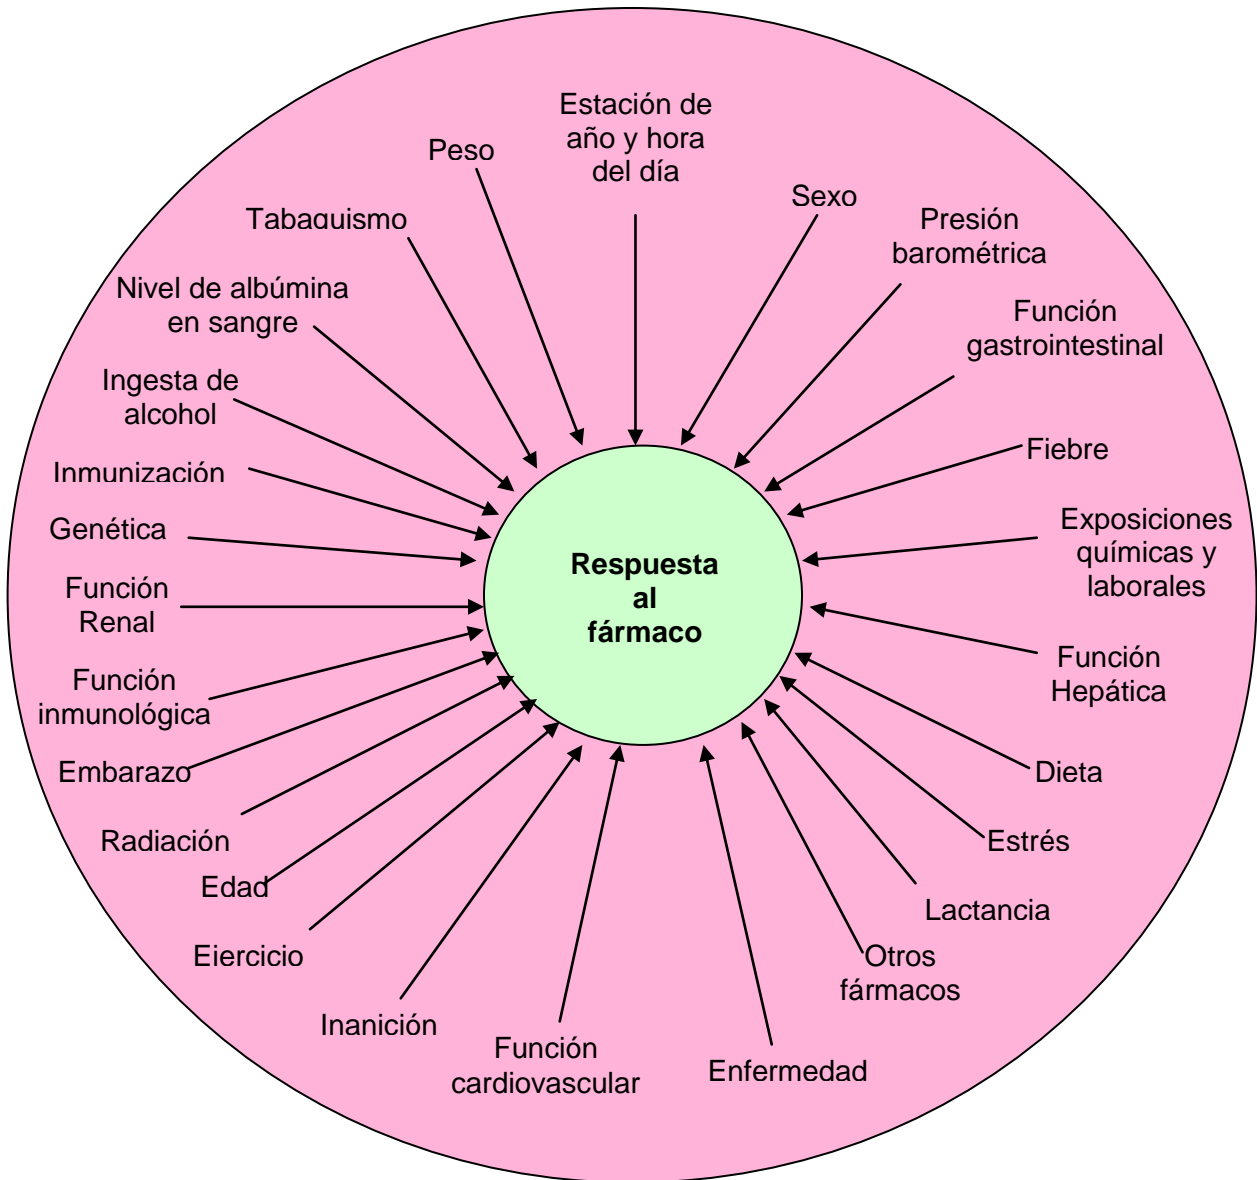 Estación de
año y hora
del día
Peso
Sexo
Tabaquismo
Presión
barométrica
Nivel de albúmina
en sangre
Función
gastrointestinal
Ingesta de
alcohol
Fiebre
Inmunización
Exposiciones
químicas y
laborales
Genética
Respuesta
al
fármaco
Función
Renal
Función
Hepática
Función
inmunológica
Embarazo
Dieta
Radiación
Estrés
Edad
Lactancia
Ejercicio
Otros
fármacos
Inanición
Función
cardiovascular
Enfermedad